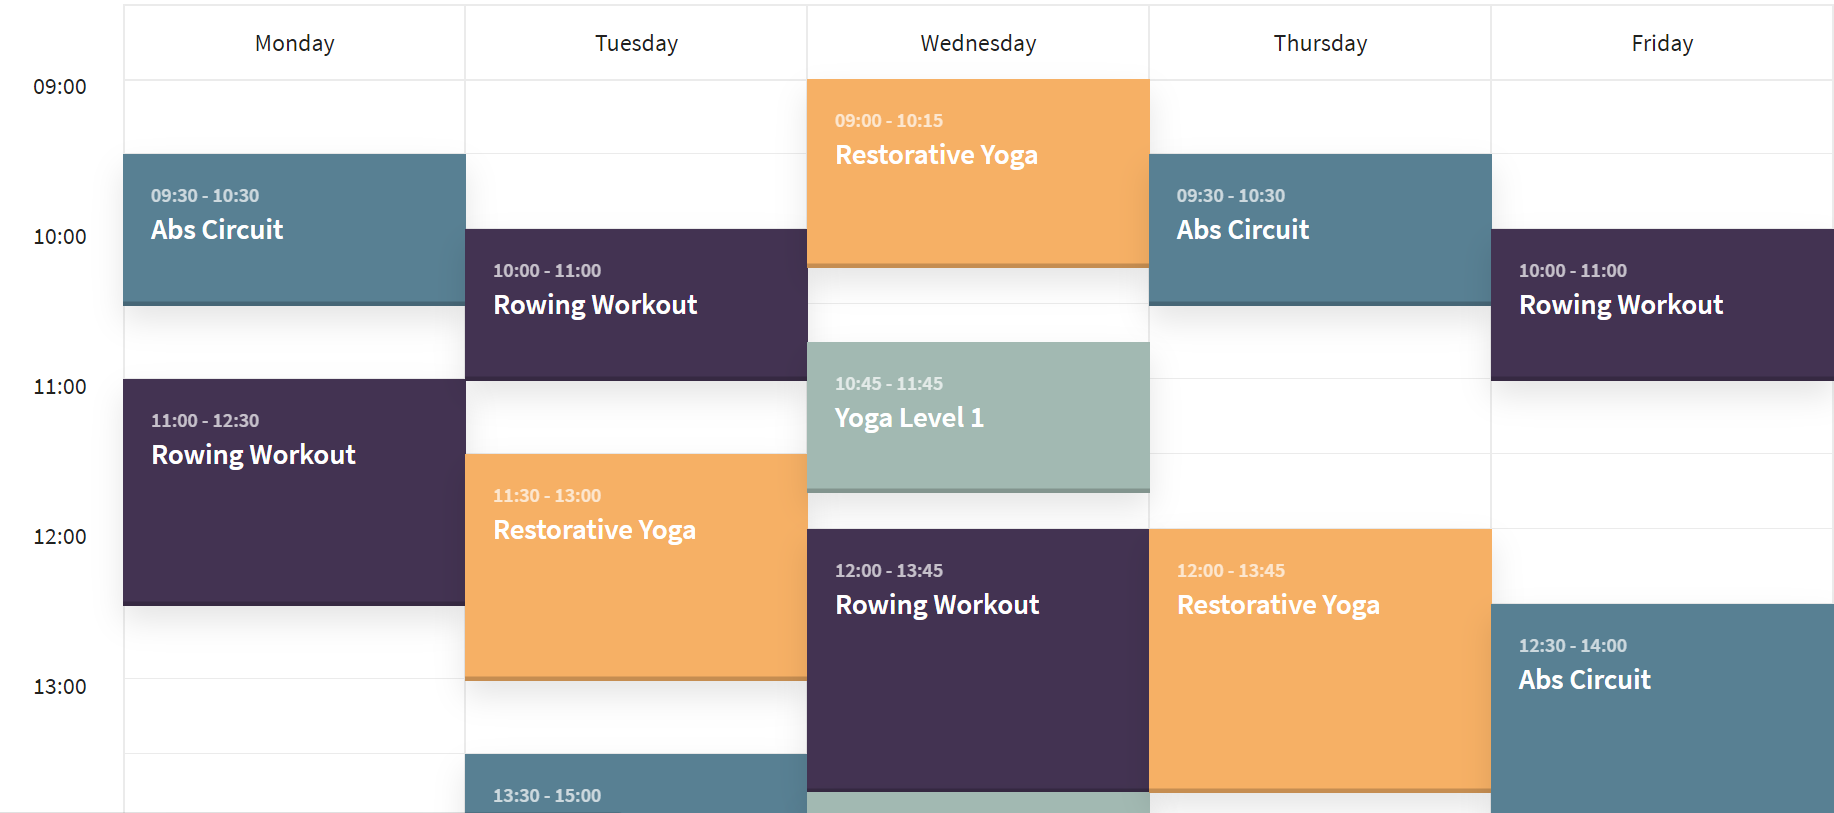 Monday
Tuesday
Wednesday
Thursday
Friday
09:00
10:00
11:00
12:00
13:00
09:30 - 10:30
Abs Circuit
11:00 - 12:30
Rowing Workout
10:00 - 11:00
Rowing Workout
11:30 - 13:00
Restorative Yoga
13:30 - 15:00
09:00 - 10:15
Restorative Yoga
10:45 - 11:45
Yoga Level 1
12:00 - 13:45
Rowing Workout
09:30 - 10:30
Abs Circuit
12:00 - 13:45
Restorative Yoga
10:00 - 11:00
Rowing Workout
12:30 - 14:00
Abs Circuit